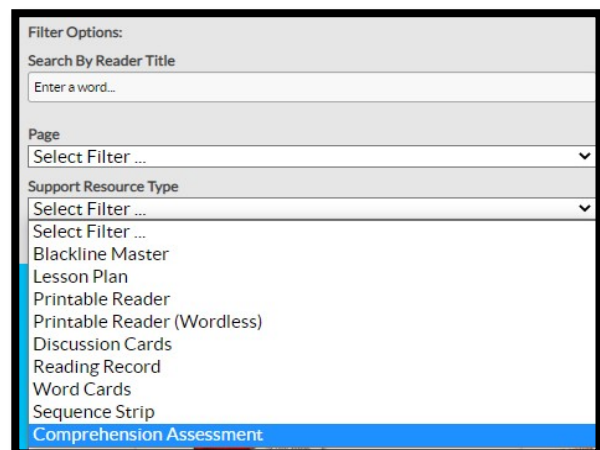 Filter Options:
Search By Reader Title
Enter a word...
Page
Select Filter ...
Support Resource Type
Select Filter ...
Select Filter ...
Blackline Master
Lesson Plan
Printable Reader
Printable Reader (Wordless)
Discussion Cards
Reading Record
Word Cards
Sequence Strip
Comprehension Assessment